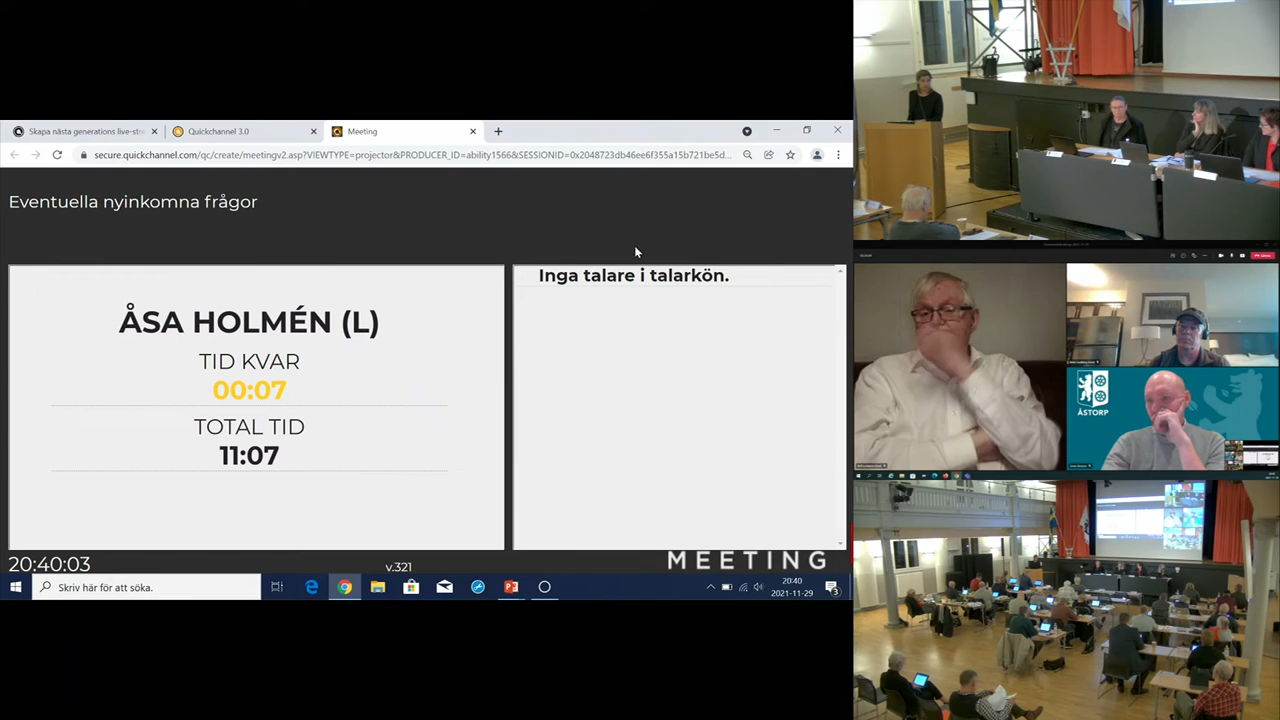 Skapa nästa generations live-str
Quickchannel 3.0
Meeting
secure.quickchannel.com/qc/create/meetingv2.asp?VIEWTYPE=projector&PRODUCER_ID=ability1566&SESSIONID=0x2048723db46ee6f355a15b721be5d...
Eventuella nyinkomna frågor
ÅSA HOLMÉN (L)
TID KVAR
00:07
TOTAL TID
11:07
Inga talare i talarkön.
20:40:03
v.321
MEETING
Skriv här för att söka.
20:40
2021-11-29
3
ÅSTORP